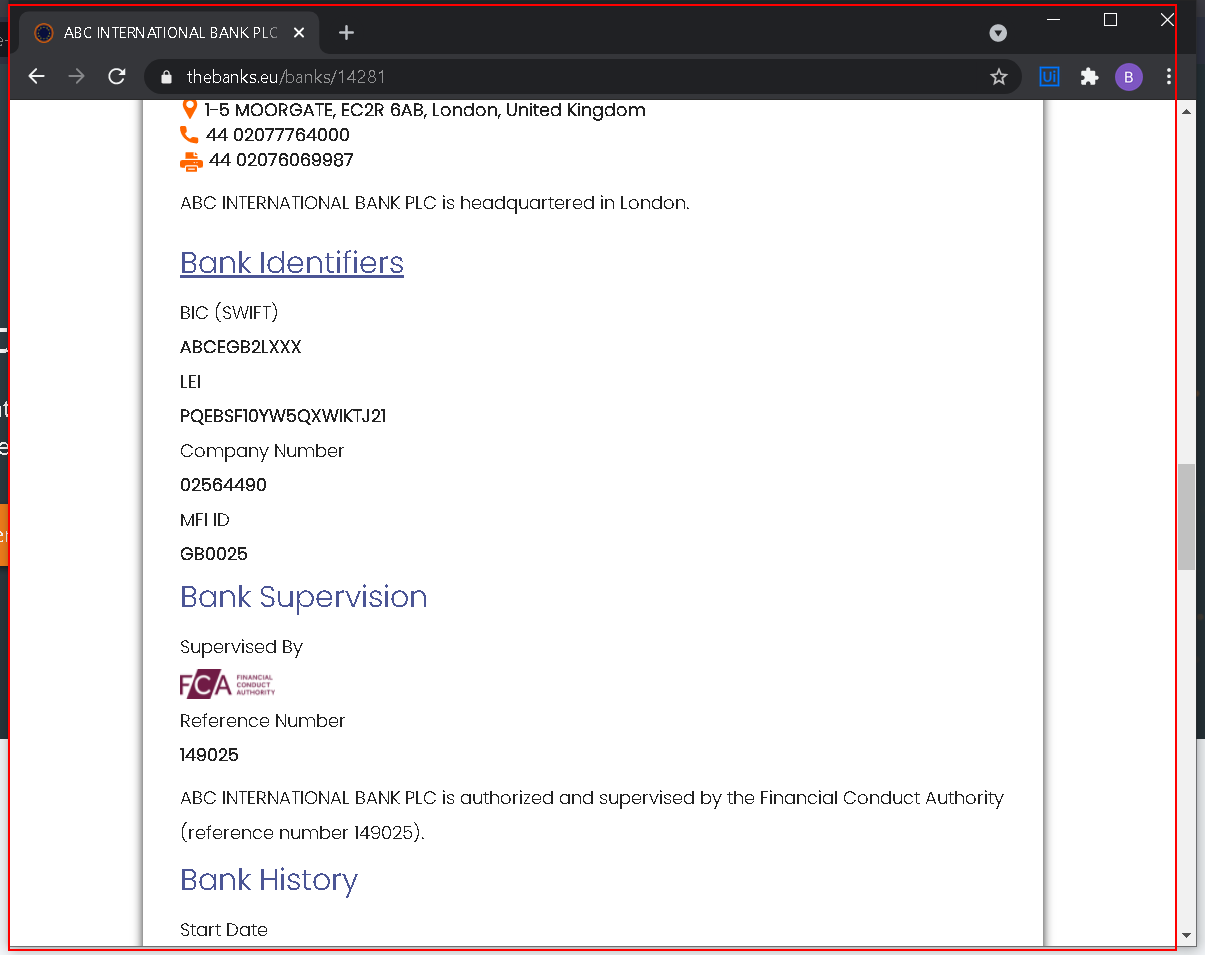 ABC INTERNATIONAL BANK PLC
thebanks.eu/banks/14281
Ui
B
1-5 MOORGATE, EC2R 6AB, London, United Kingdom
44 02077764000
44 02076069987
ABC INTERNATIONAL BANK PLC is headquartered in London.
Bank Identifiers
BIC (SWIFT)
ABCEGB2LXXX
LEI
PQEBSF10YW5QXWIKTJ21
Company Number
02564490
MFI ID
GB0025
Bank Supervision
Supervised By
FCA FINANCIAL
CONDUCT
AUTHORITY
Reference Number
149025
ABC INTERNATIONAL BANK PLC is authorized and supervised by the Financial Conduct Authority
(reference number 149025).
Bank History
Start Date